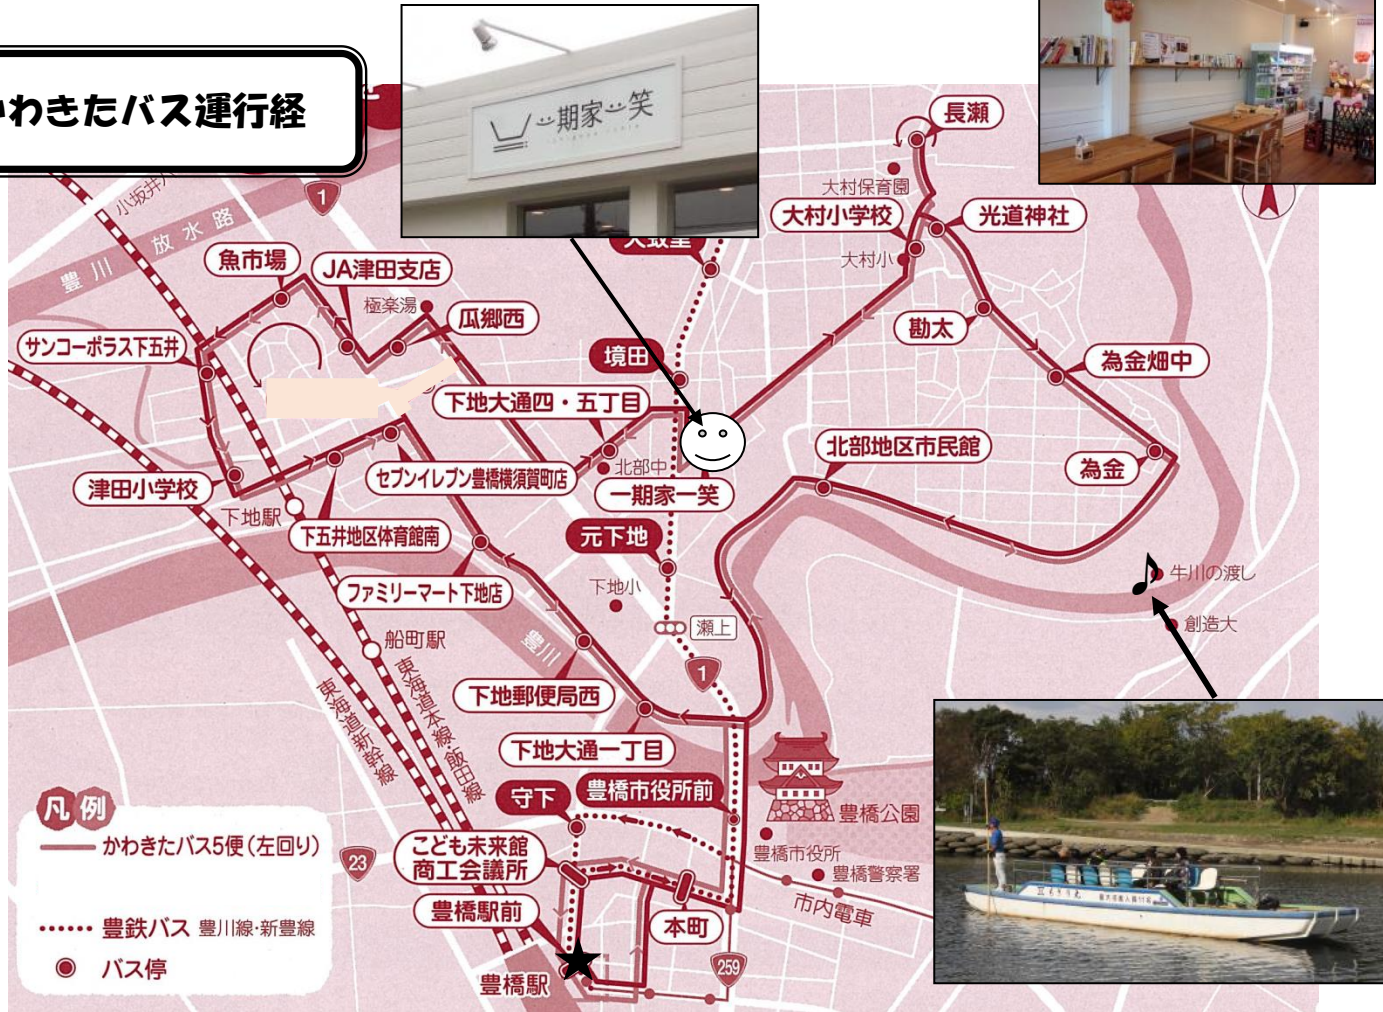 かわきたバス運行経
一期家一笑
小坂井バ
1
豊川放水路
長瀬
大村保育園
大村小学校
光道神社
大村小
魚市場
JA津田支店
極楽湯
瓜郷西
勘太
サンコーポラス下五井
境田
為金畑中
下地大通四・五丁目
北部地区市民館
為金
北部中
セブンイレブン豊橋横須賀町店
津田小学校
一期家一笑
下地駅
下五井地区体育館南
元下地
牛川の渡し
ファミリーマート下地店
下地小
創造大
瀬上
船町駅
豊川
1
東海道新幹線
東海道本線・飯田線
下地郵便局西
下地大通一丁目
守下
豊橋市役所前
豊橋公園
豊橋市役所
豊橋警察署
市内電車
こども未来館
商工会議所
23
豊橋駅前
本町
259
豊橋駅
凡例
かわきたバス5便(左回り)
豊鉄バス 豊川線・新豊線
バス停